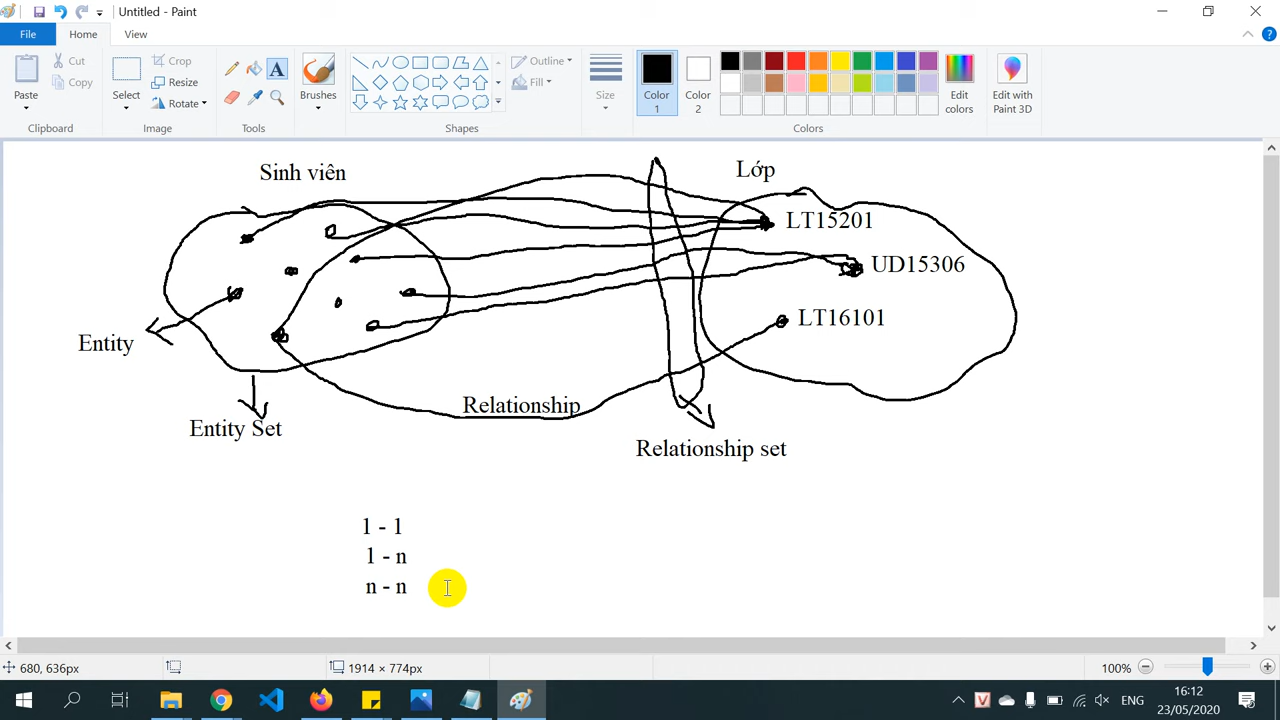 Untitled - Paint
File
Home
View
Paste
Cut
Copy
Clipboard
Select
Crop
Resize
Rotate
Image
Tools
Brushes
Shapes
Outline
Fill
Size
Color
1
Color
2
Edit
colors
Colors
Edit with
Paint 3D
Sinh viên
Lớp
LT15201
UD15306
LT16101
Entity
Entity Set
Relationship
Relationship set
1 - 1
1 - n
n - n
680, 636px
1914 × 774px
100%
ENG
16:12
23/05/2020